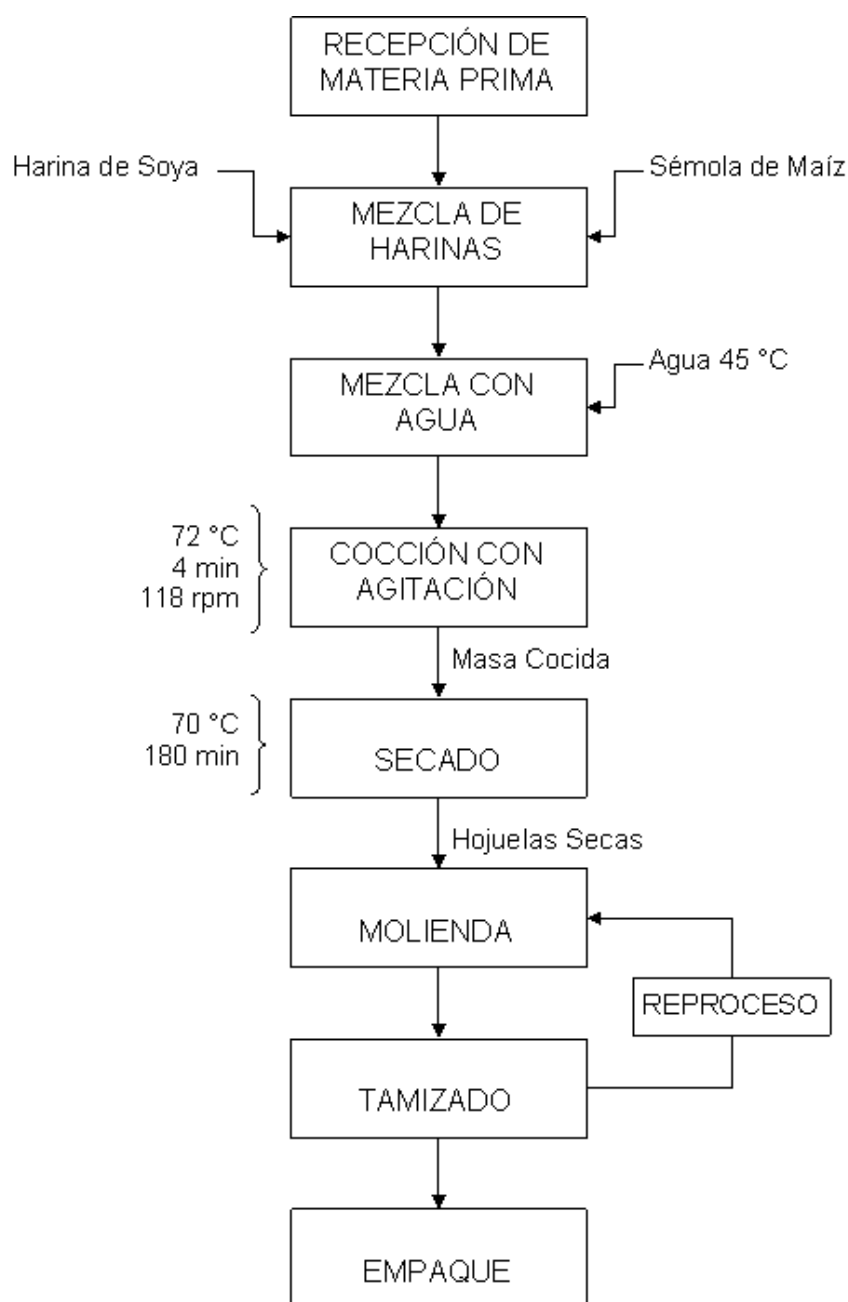 RECEPCIÓN DE
MATERIA PRIMA
Harina de Soya
Sémola de Maíz
MEZCLA DE
HARINAS
Agua 45 °C
MEZCLA CON
AGUA
72 °C
4 min
118 rpm
COCCIÓN CON
AGITACIÓN
Masa Cocida
70 °C
180 min
SECADO
Hojuelas Secas
MOLIENDA
REPROCESO
TAMIZADO
EMPAQUE